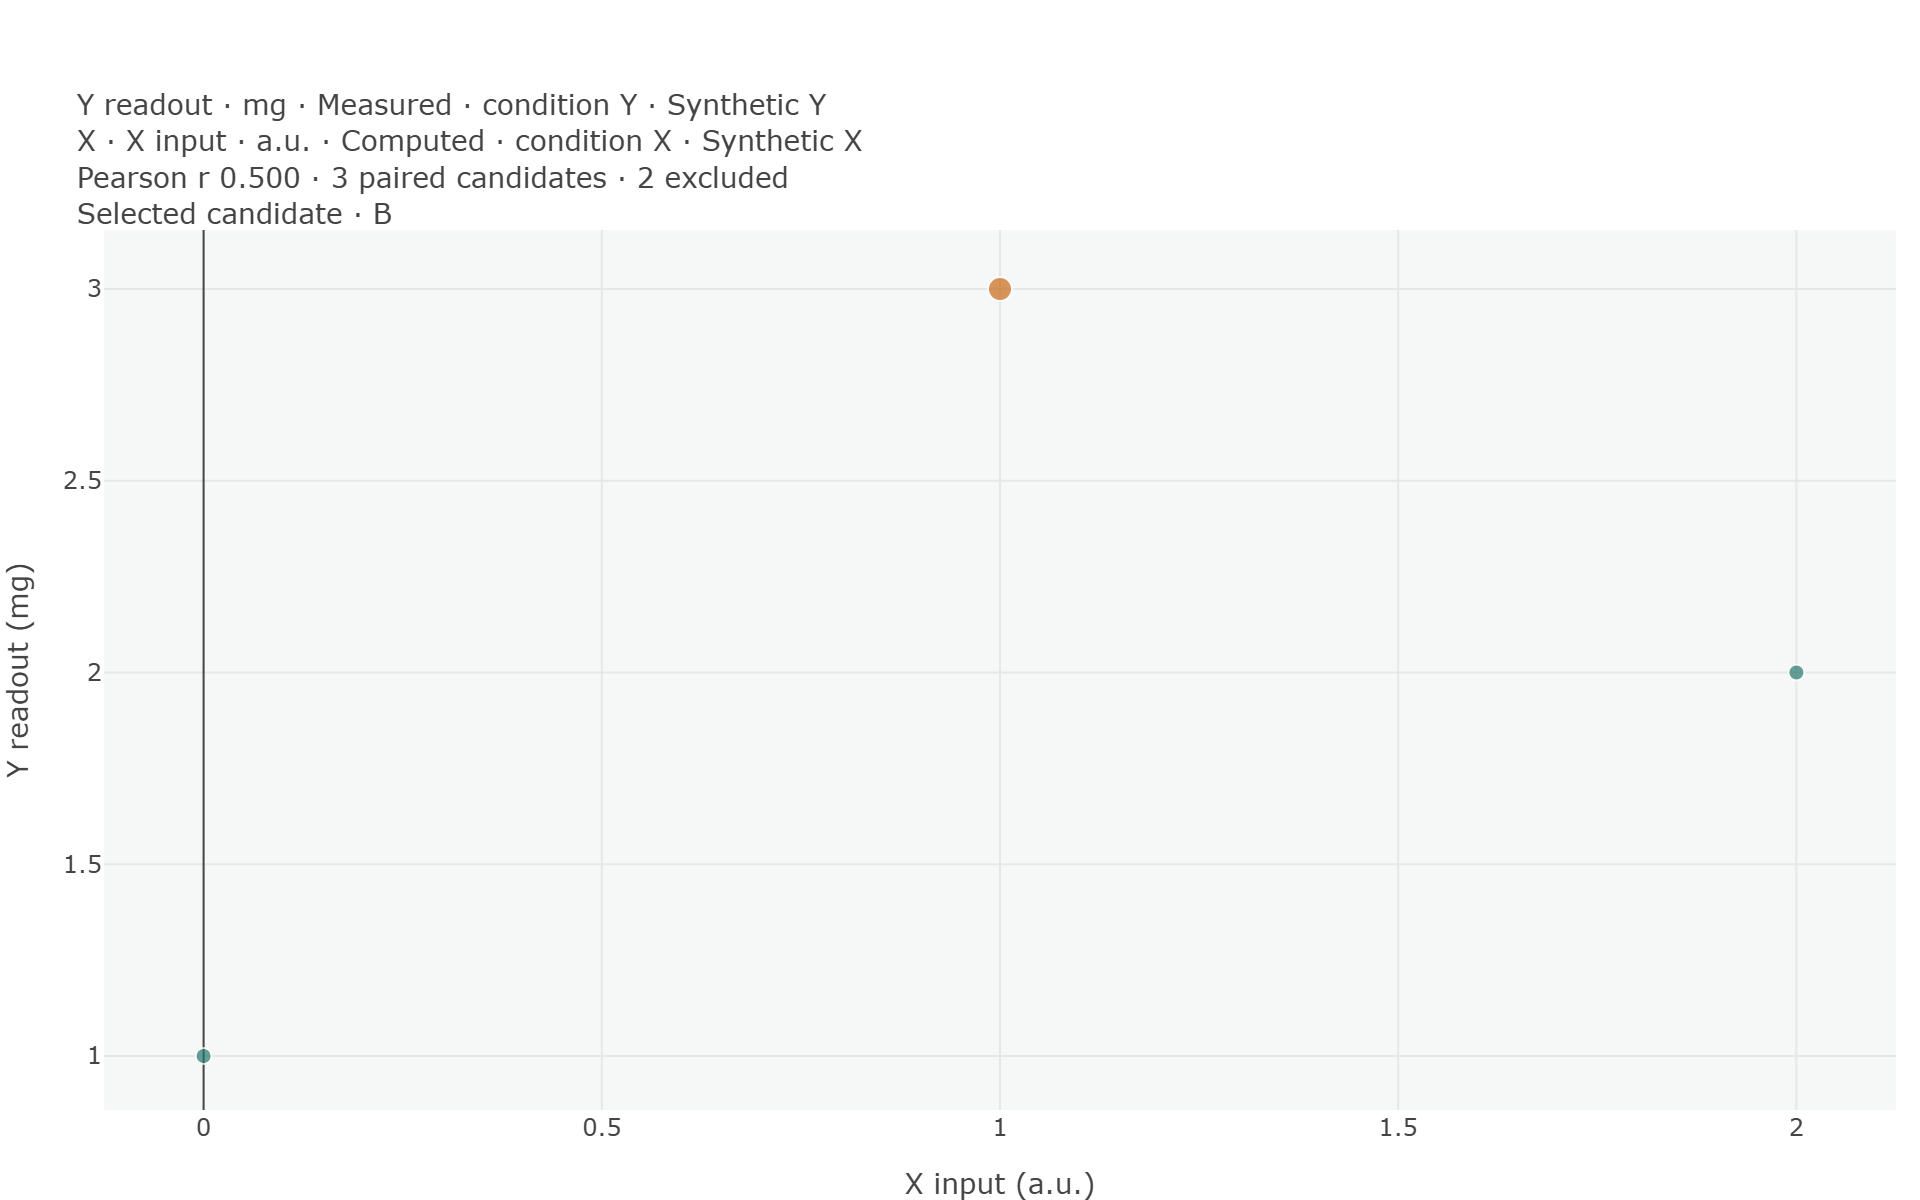 Y readout · mg · Measured · condition Y · Synthetic Y
X · X input · a.u. · Computed · condition X · Synthetic X
Pearson r 0.500 · 3 paired candidates · 2 excluded
Selected candidate · B
3
2.5
2
1.5
1
Y readout (mg)
0
0.5
1
1.5
2
X input (a.u.)